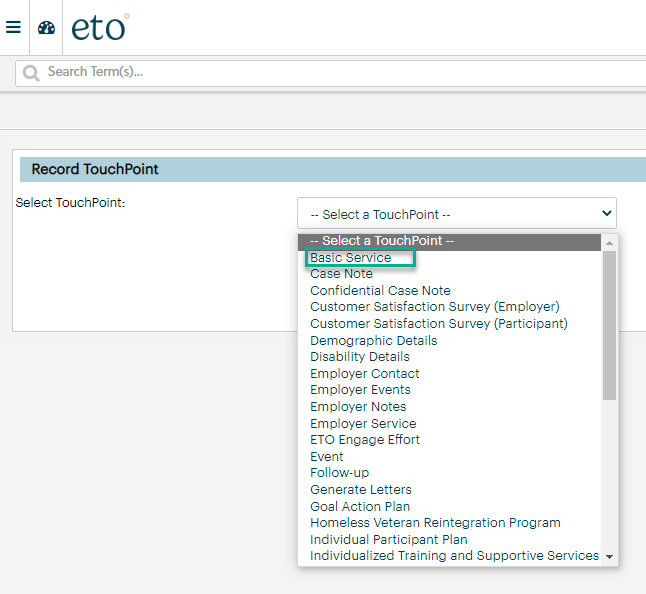 eto
Search Term(s)...
Record TouchPoint
Select TouchPoint:
-- Select a TouchPoint --
-- Select a TouchPoint --
Basic Service
Case Note
Confidential Case Note
Customer Satisfaction Survey (Employer)
Customer Satisfaction Survey (Participant)
Demographic Details
Disability Details
Employer Contact
Employer Events
Employer Notes
Employer Service
ETO Engage Effort
Event
Follow-up
Generate Letters
Goal Action Plan
Homeless Veteran Reintegration Program
Individual Participant Plan
Individualized Training and Supportive Services